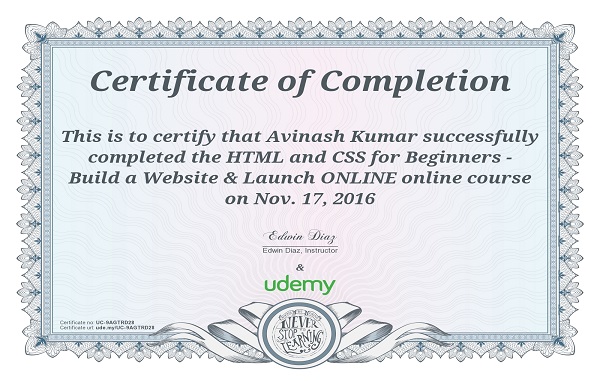 Certificate of Completion
This is to certify that Avinash Kumar successfully
completed the HTML and CSS for Beginners -
Build a Website & Launch ONLINE online course
on Nov. 17, 2016
Edwin Diaz
Edwin Diaz, Instructor
&
udemy
Certificate no: UC-9AGTRD28
Certificate url: ude.my/UC-9AGTRD28
NEVER
STOP
LEARNING